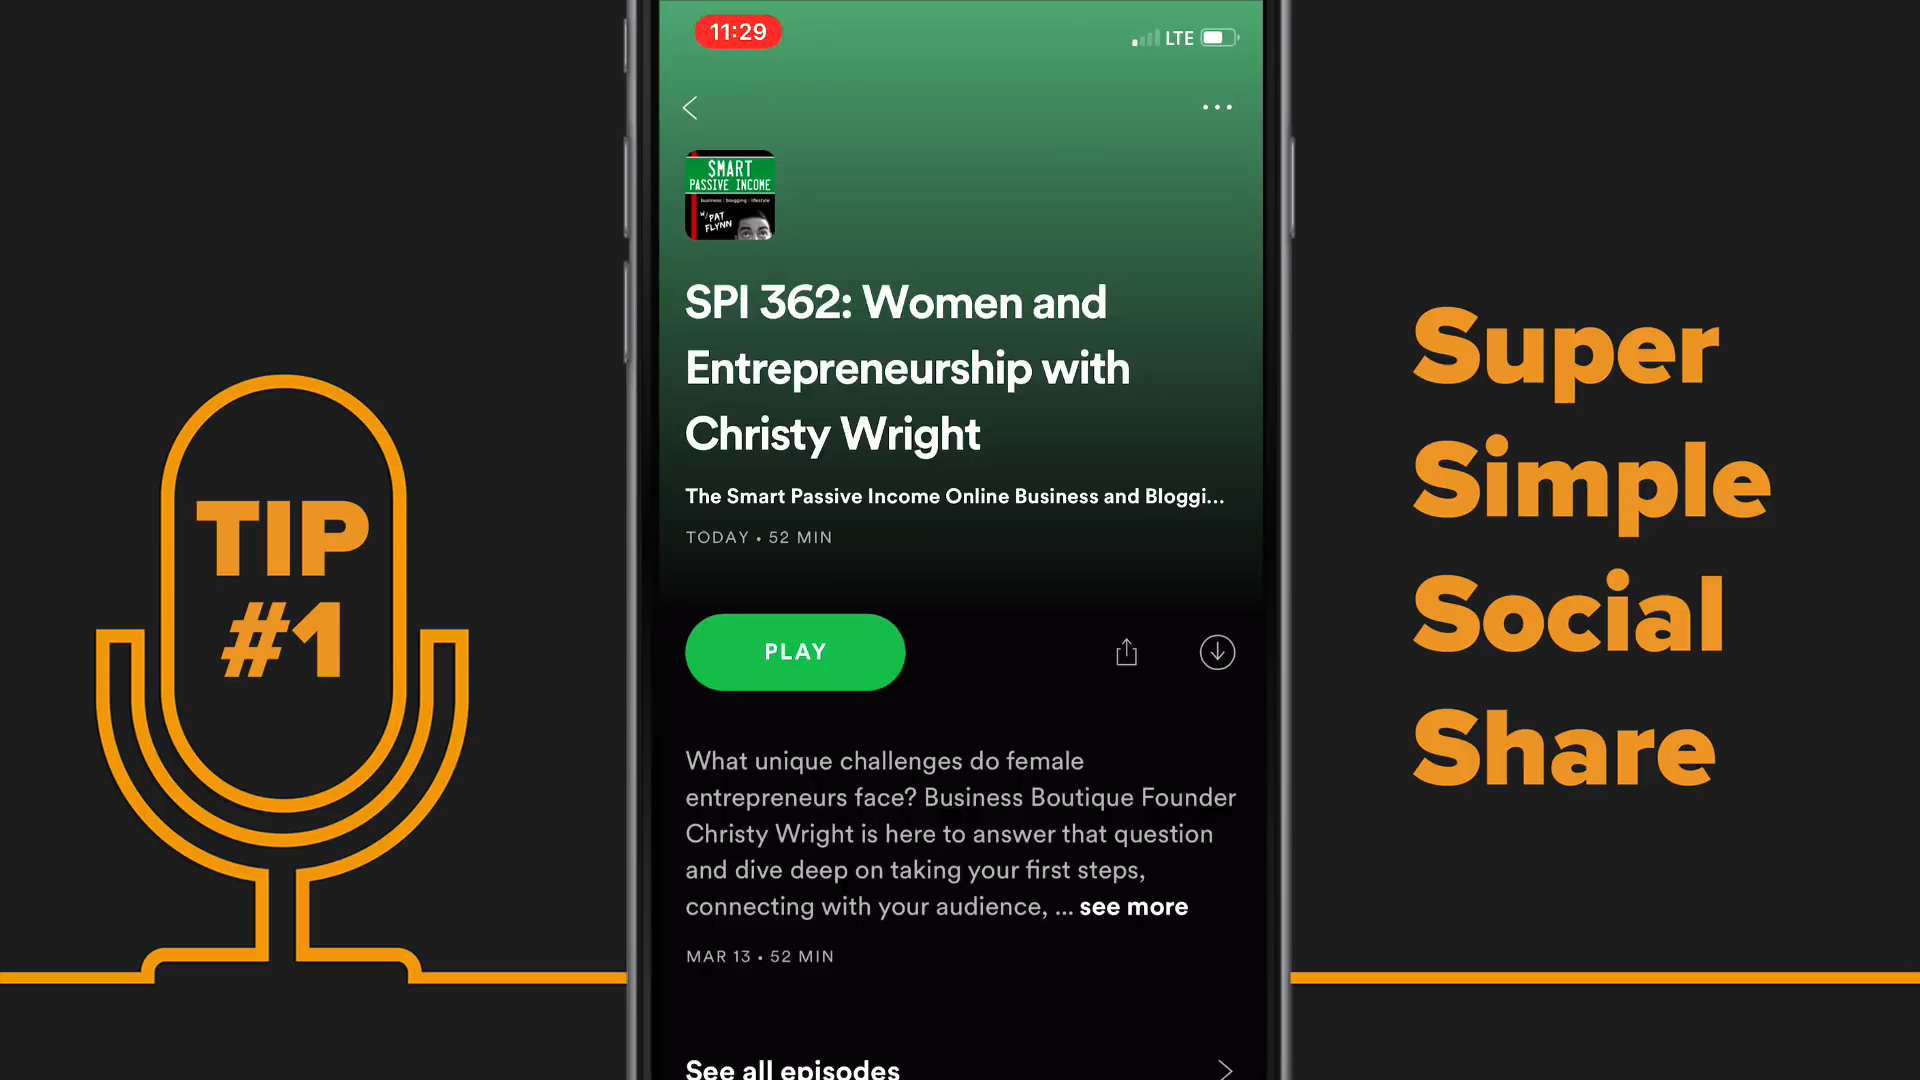 TIP
#1
11:29
LTE
SMART
PASSIVE INCOME
business | blogging | lifestyle
W/ PAT
FLYNN
SPI 362: Women and
Entrepreneurship with
Christy Wright
The Smart Passive Income Online Business and Bloggi...
TODAY • 52 MIN
PLAY
What unique challenges do female
entrepreneurs face? Business Boutique Founder
Christy Wright is here to answer that question
and dive deep on taking your first steps,
connecting with your audience, ... see more
MAR 13 • 52 MIN
See all episodes
Super
Simple
Social
Share